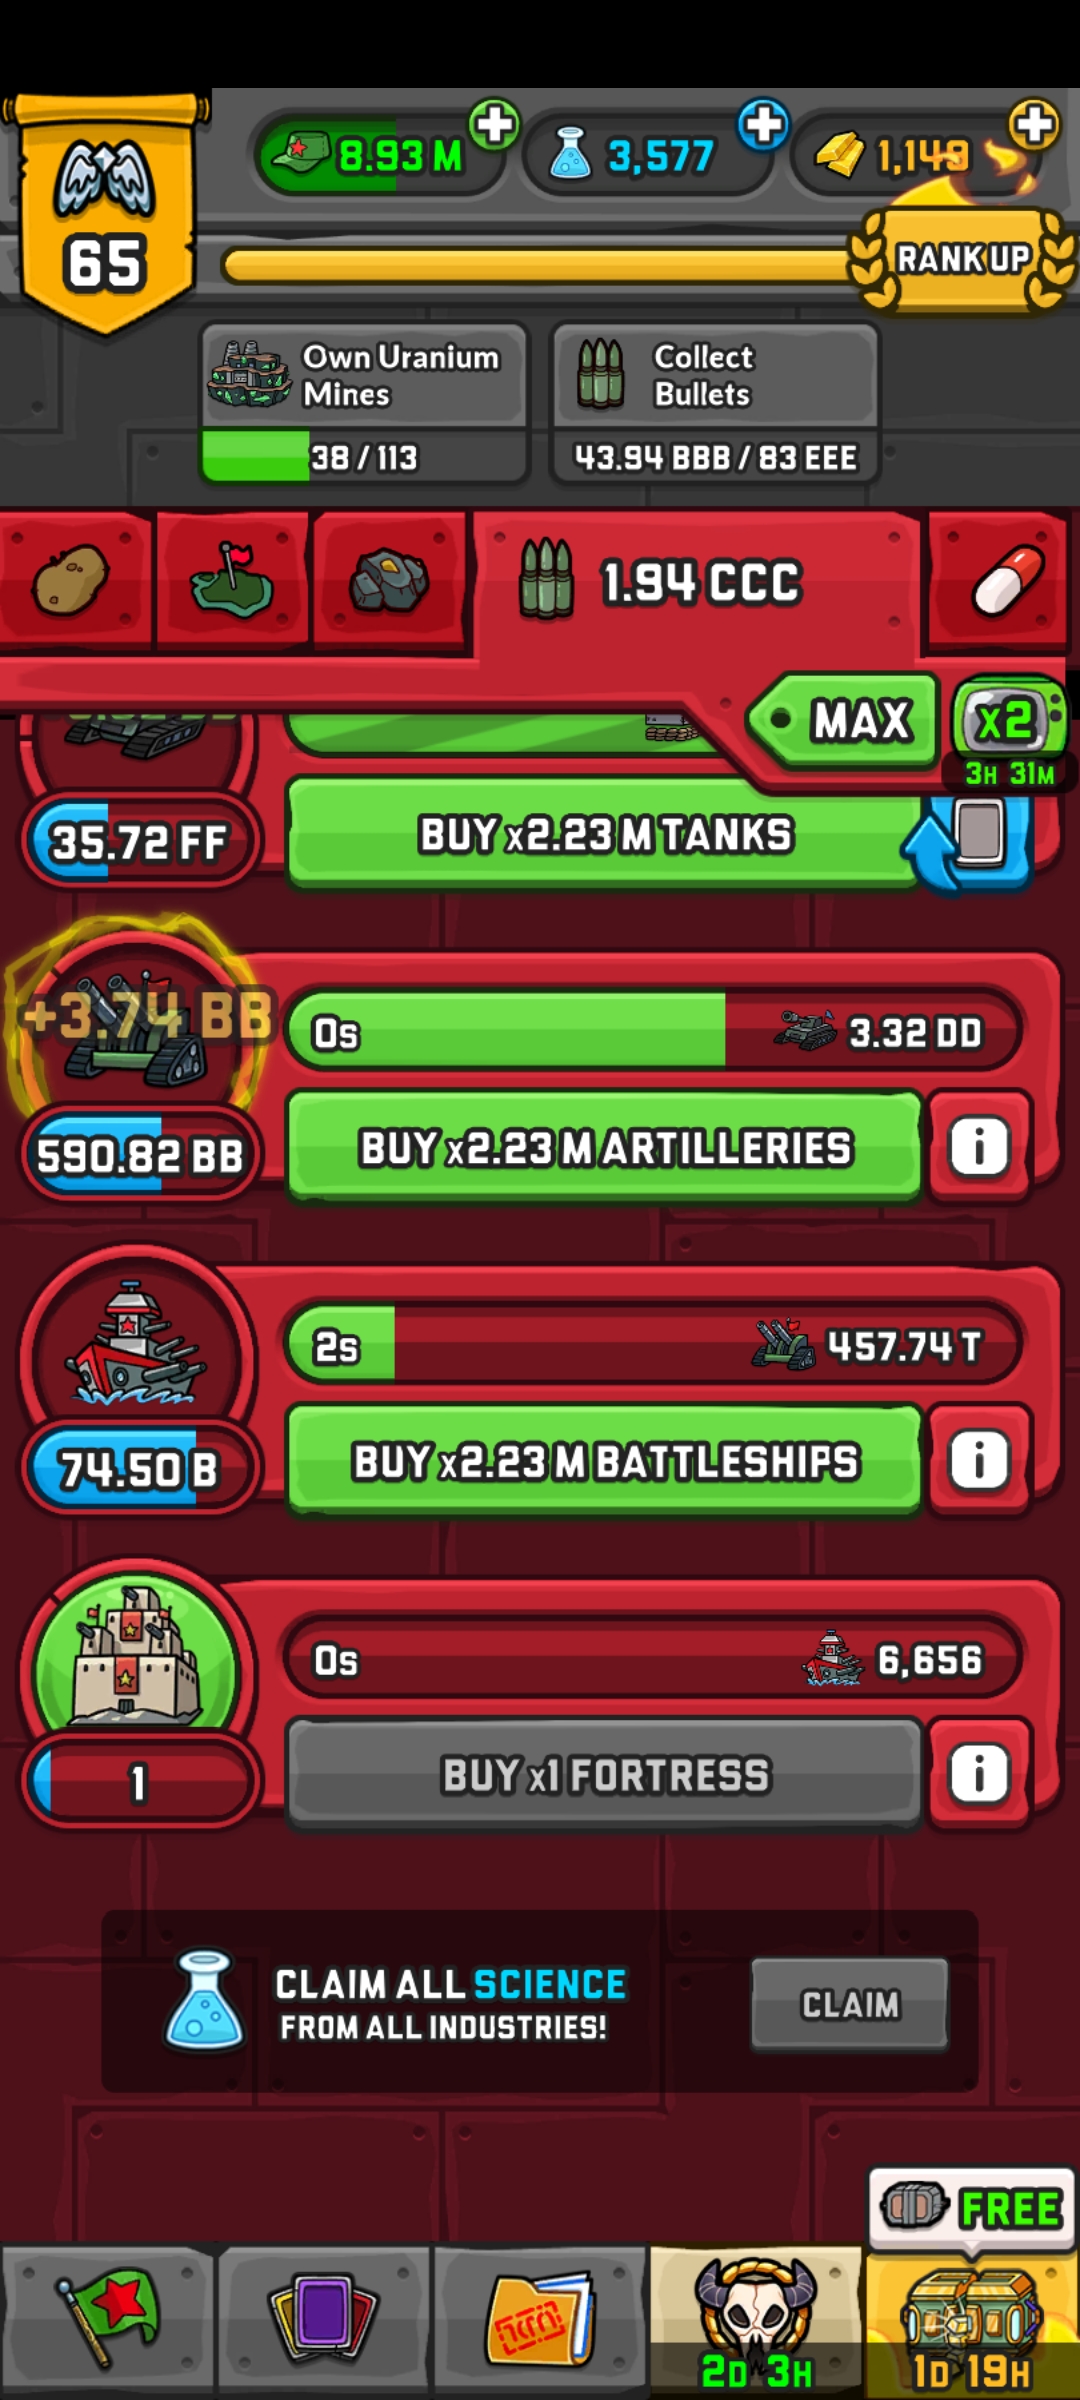 8.93 M
3,577
1,149
65
RANK UP
Own Uranium
Mines
38 / 113
Collect
Bullets
43.94 BBB / 83 EEE
1.94 CCC
MAX
x2
3H 31M
35.72 FF
BUY x2.23 M TANKS
+3.74 BB
0s
3.32 DD
590.82 BB
BUY x2.23 M ARTILLERIES
i
2s
457.74 T
74.50 B
BUY x2.23 M BATTLESHIPS
i
0s
6,656
1
BUY x1 FORTRESS
i
CLAIM ALL SCIENCE
FROM ALL INDUSTRIES!
CLAIM
FREE
2D 3H
1D 19H